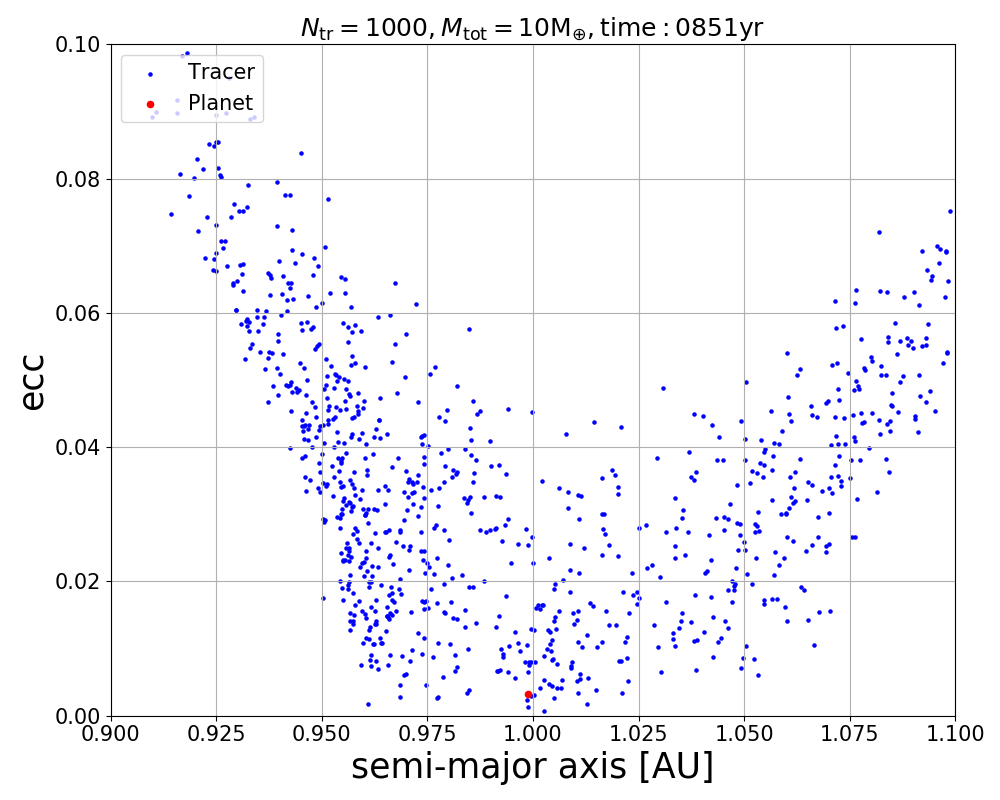 N_tr = 1000, M_tot = 10M_⊕, time : 0851yr
Tracer
Planet
ecc
0.10
0.08
0.06
0.04
0.02
0.00
0.900 0.925 0.950 0.975 1.000 1.025 1.050 1.075 1.100
semi-major axis [AU]